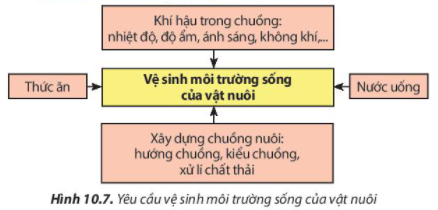 Khí hậu trong chuồng:
nhiệt độ, độ ẩm, ánh sáng, không khí,...
Thức ăn
Vệ sinh môi trường sống
của vật nuôi
Nước uống
Xây dựng chuồng nuôi:
hướng chuồng, kiểu chuồng,
xử lí chất thải
Hình 10.7. Yêu cầu vệ sinh môi trường sống của vật nuôi